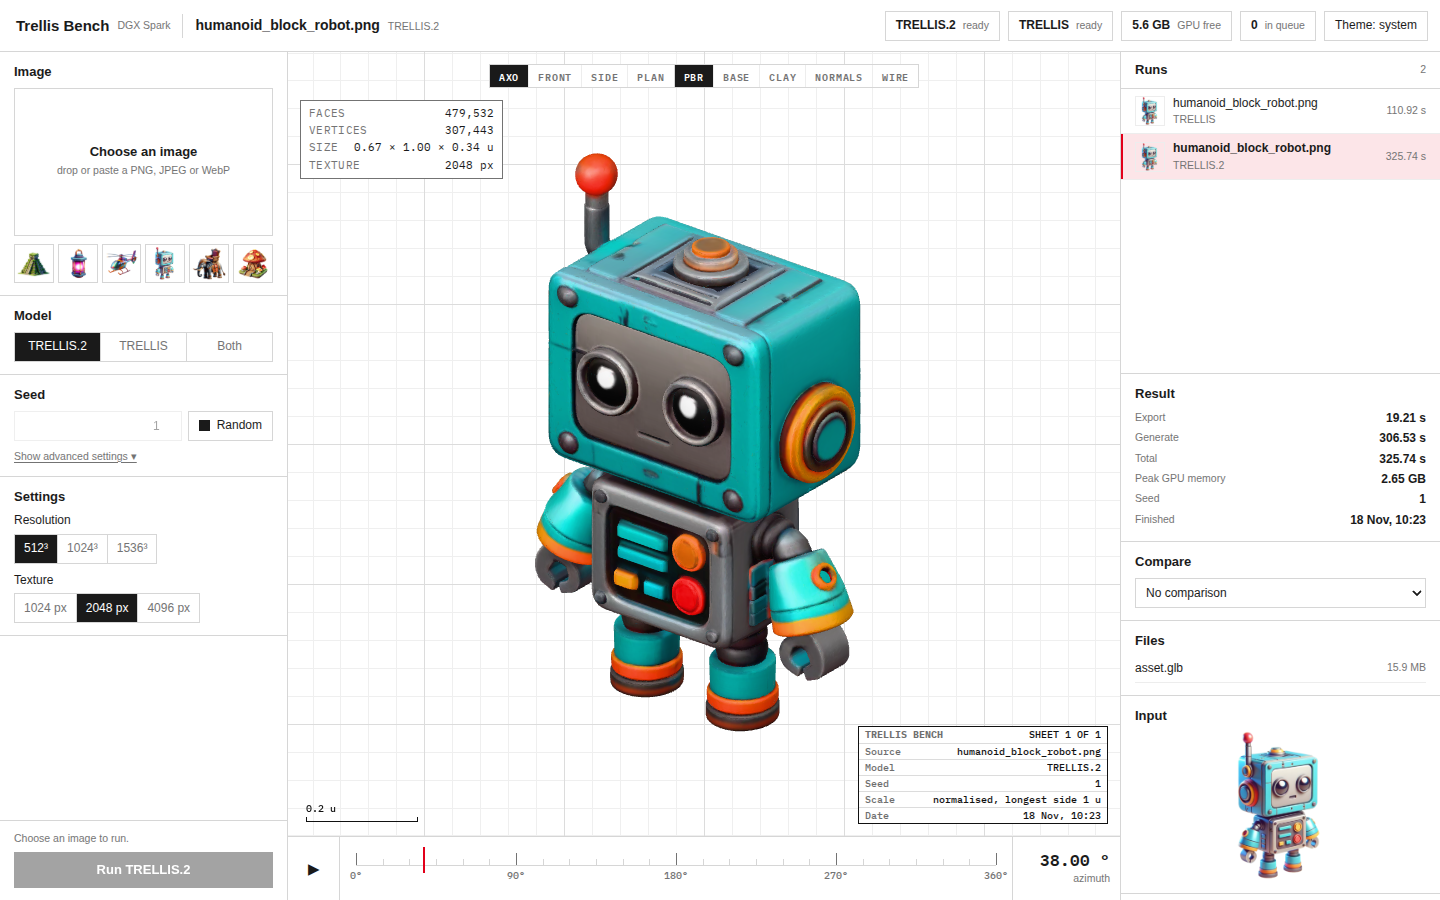 Trellis Bench DGX Spark humanoid_block_robot.png TRELLIS.2 TRELLIS.2 ready TRELLIS ready 5.6 GB GPU free 0 in queue Theme: system
Image
Choose an image
drop or paste a PNG, JPEG or WebP
Model
TRELLIS.2 TRELLIS Both
Seed
1 Random
Show advanced settings ▾
Settings
Resolution
512³ 1024³ 1536³
Texture
1024 px 2048 px 4096 px
Choose an image to run.
Run TRELLIS.2
AXO FRONT SIDE PLAN PBR BASE CLAY NORMALS WIRE
FACES 479,532
VERTICES 307,443
SIZE 0.67 × 1.00 × 0.34 u
TEXTURE 2048 px
0.2 u
TRELLIS BENCH SHEET 1 OF 1
Source humanoid_block_robot.png
Model TRELLIS.2
Seed 1
Scale normalised, longest side 1 u
Date 18 Nov, 10:23
▶ 0° 90° 180° 270° 360°
38.00 °
azimuth
Runs 2
humanoid_block_robot.png
TRELLIS 110.92 s
humanoid_block_robot.png
TRELLIS.2 325.74 s
Result
Export 19.21 s
Generate 306.53 s
Total 325.74 s
Peak GPU memory 2.65 GB
Seed 1
Finished 18 Nov, 10:23
Compare
No comparison
Files
asset.glb 15.9 MB
Input